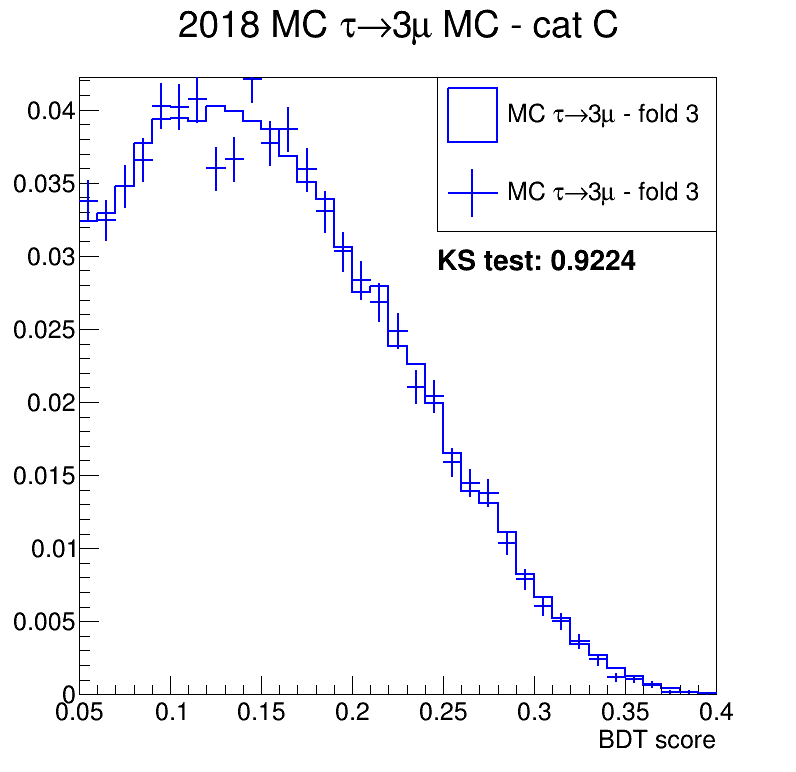 2018 MC τ→3μ MC - cat C
MC τ→3μ - fold 3
MC τ→3μ - fold 3
KS test: 0.9224
0.04
0.035
0.03
0.025
0.02
0.015
0.01
0.005
0
0.05 0.1 0.15 0.2 0.25 0.3 0.35 0.4
BDT score